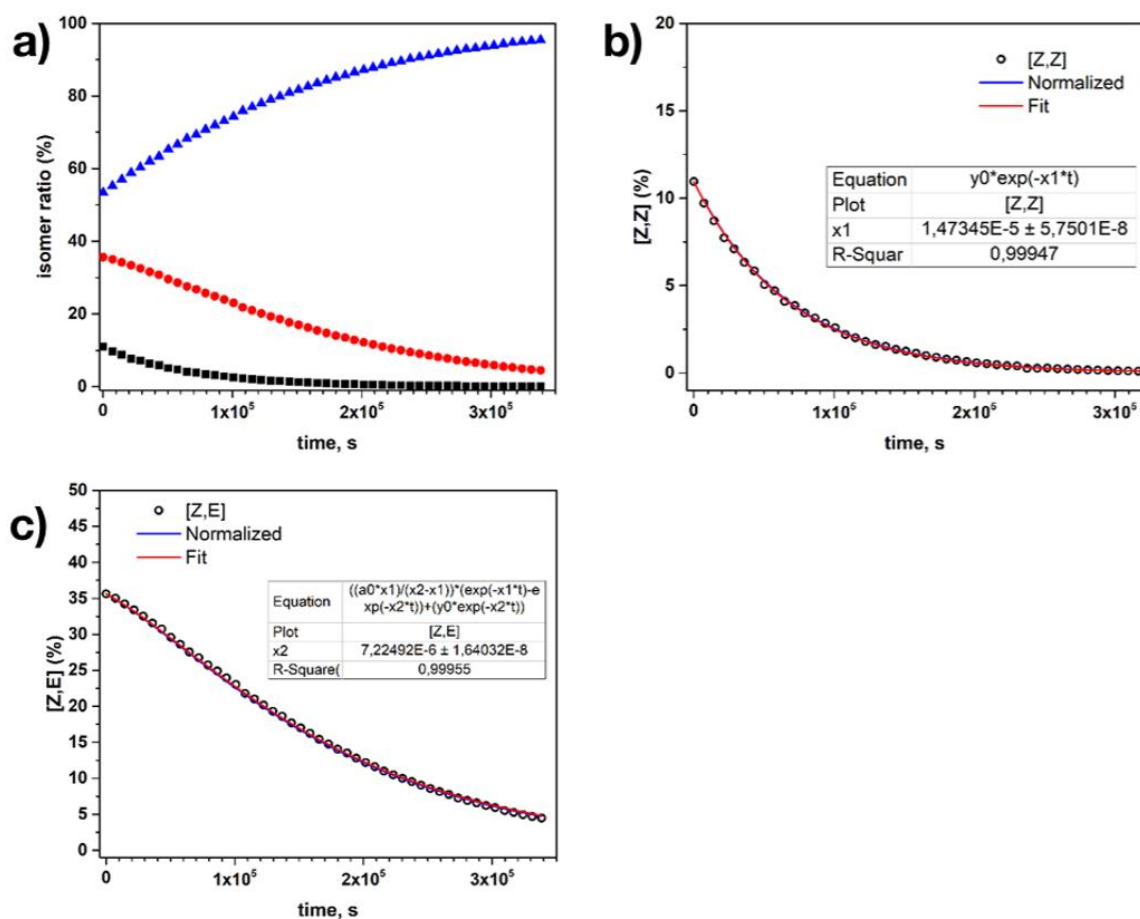 a)
100
80
60
40
20
0
isomer ratio (%)
0
1x10⁵
2x10⁵
3x10⁵
time, s
b)
20
15
10
5
0
[Z,Z] (%)
[Z,Z]
Normalized
Fit
Equation y0*exp(-x1*t)
Plot [Z,Z]
x1 1,47345E-5 ± 5,7501E-8
R-Squar 0,99947
0
1x10⁵
2x10⁵
3x10⁵
time, s
c)
50
45
40
35
30
25
20
15
10
5
0
[Z,E] (%)
[Z,E]
Normalized
Fit
Equation ((a0*x1)/(x2-x1))*(exp(-x1*t)-e
xp(-x2*t))+(y0*exp(-x2*t))
Plot [Z,E]
x2 7,22492E-6 ± 1,64032E-8
R-Square( 0,99955
0
1x10⁵
2x10⁵
3x10⁵
time, s